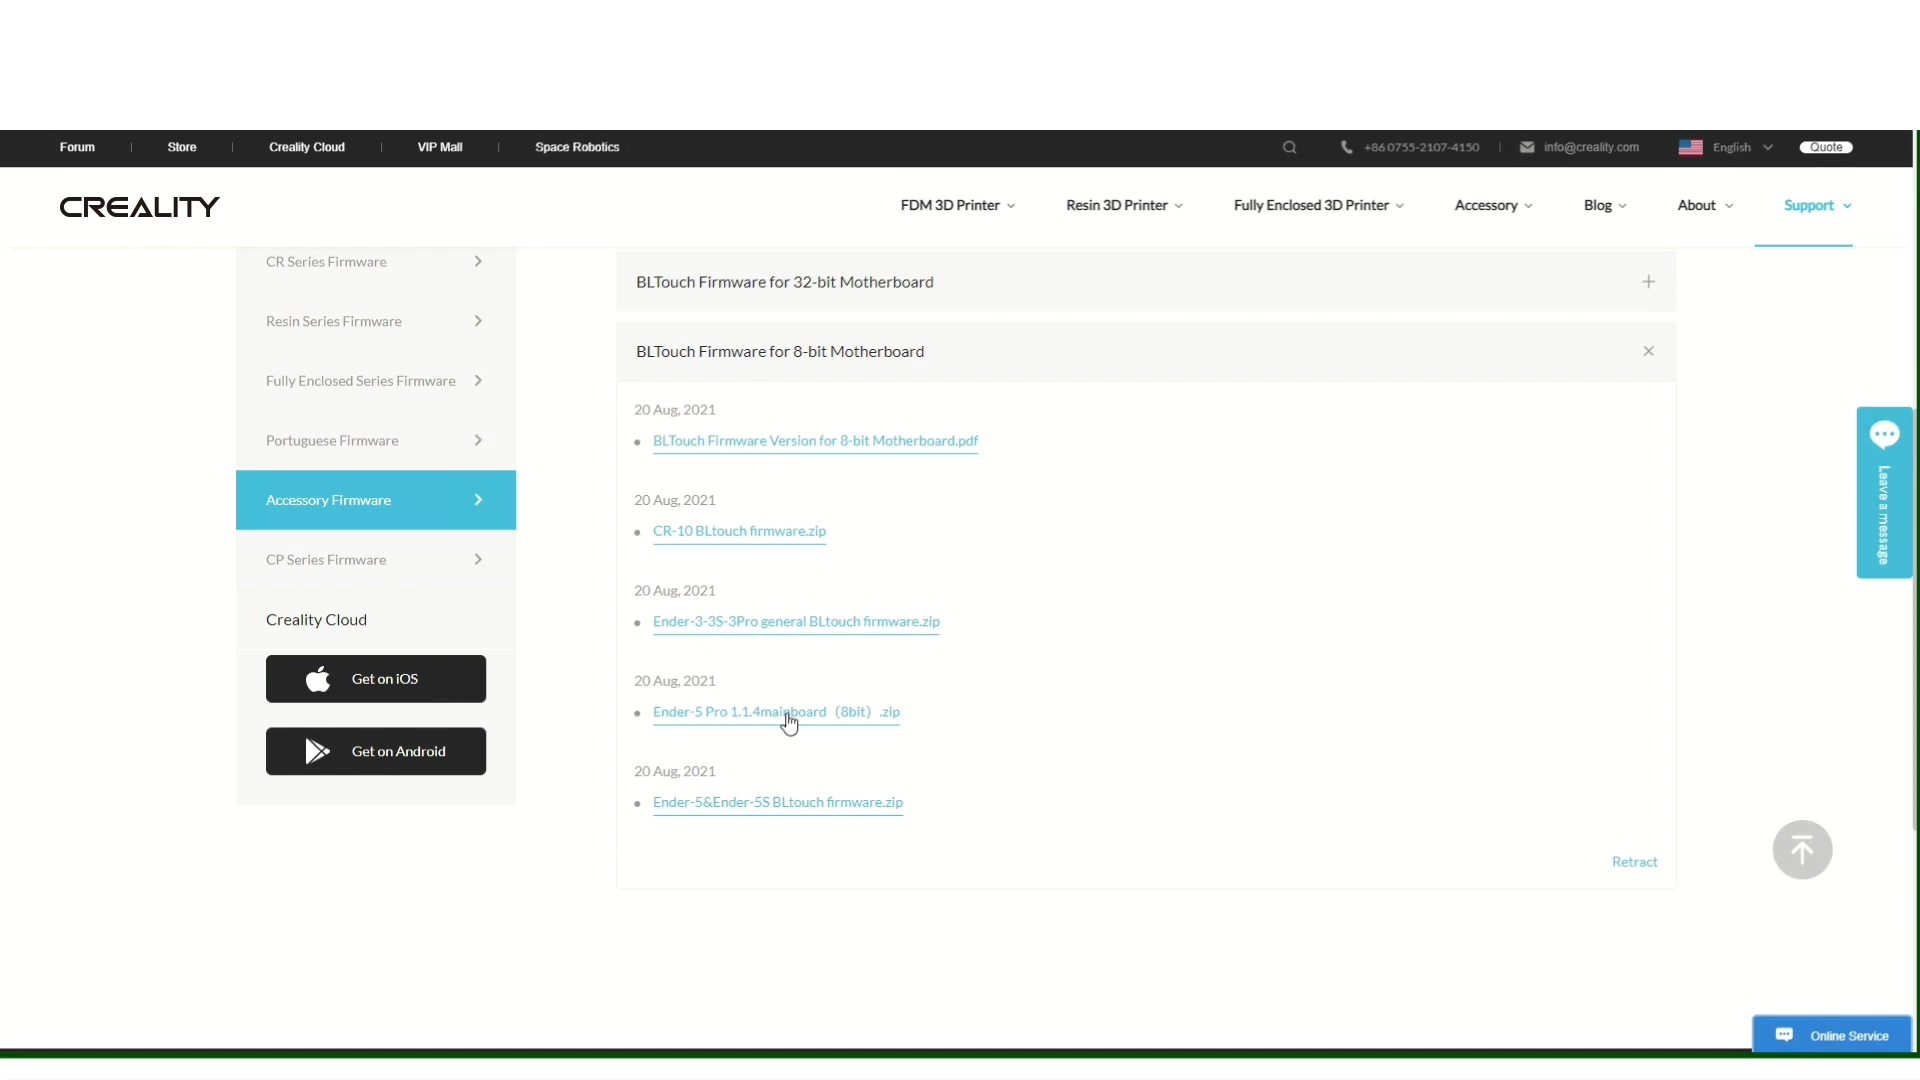 Forum | Store | Creality Cloud | VIP Mall | Space Robotics +86 0755-2107-4150 | info@creality.com English Quote
CREALITY FDM 3D Printer Resin 3D Printer Fully Enclosed 3D Printer Accessory Blog About Support
CR Series Firmware
Resin Series Firmware
Fully Enclosed Series Firmware
Portuguese Firmware
Accessory Firmware
CP Series Firmware
Creality Cloud
Get on iOS
Get on Android
BLTouch Firmware for 32-bit Motherboard
BLTouch Firmware for 8-bit Motherboard
20 Aug, 2021
BLTouch Firmware Version for 8-bit Motherboard.pdf
20 Aug, 2021
CR-10 BLtouch firmware.zip
20 Aug, 2021
Ender-3-3S-3Pro general BLtouch firmware.zip
20 Aug, 2021
Ender-5 Pro 1.1.4mainboard（8bit）.zip
20 Aug, 2021
Ender-5&Ender-5S BLtouch firmware.zip
Retract
Leave a message
Online Service